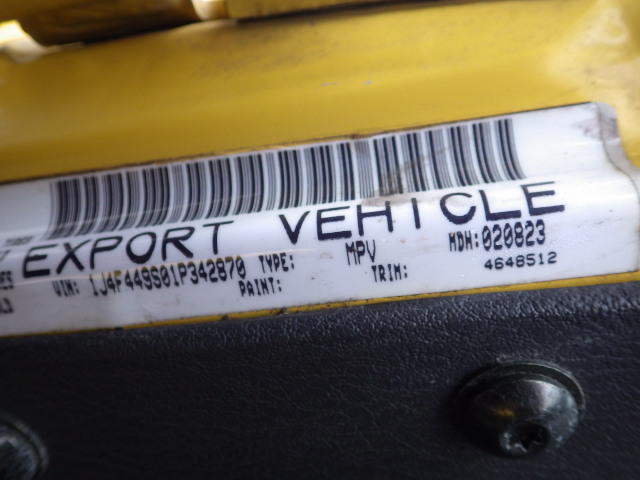 EXPORT VEHICLE
VIN: 1J4F449S01P342870 TYPE: MPV MDH:020823
PAINT: TRIM: 4648512